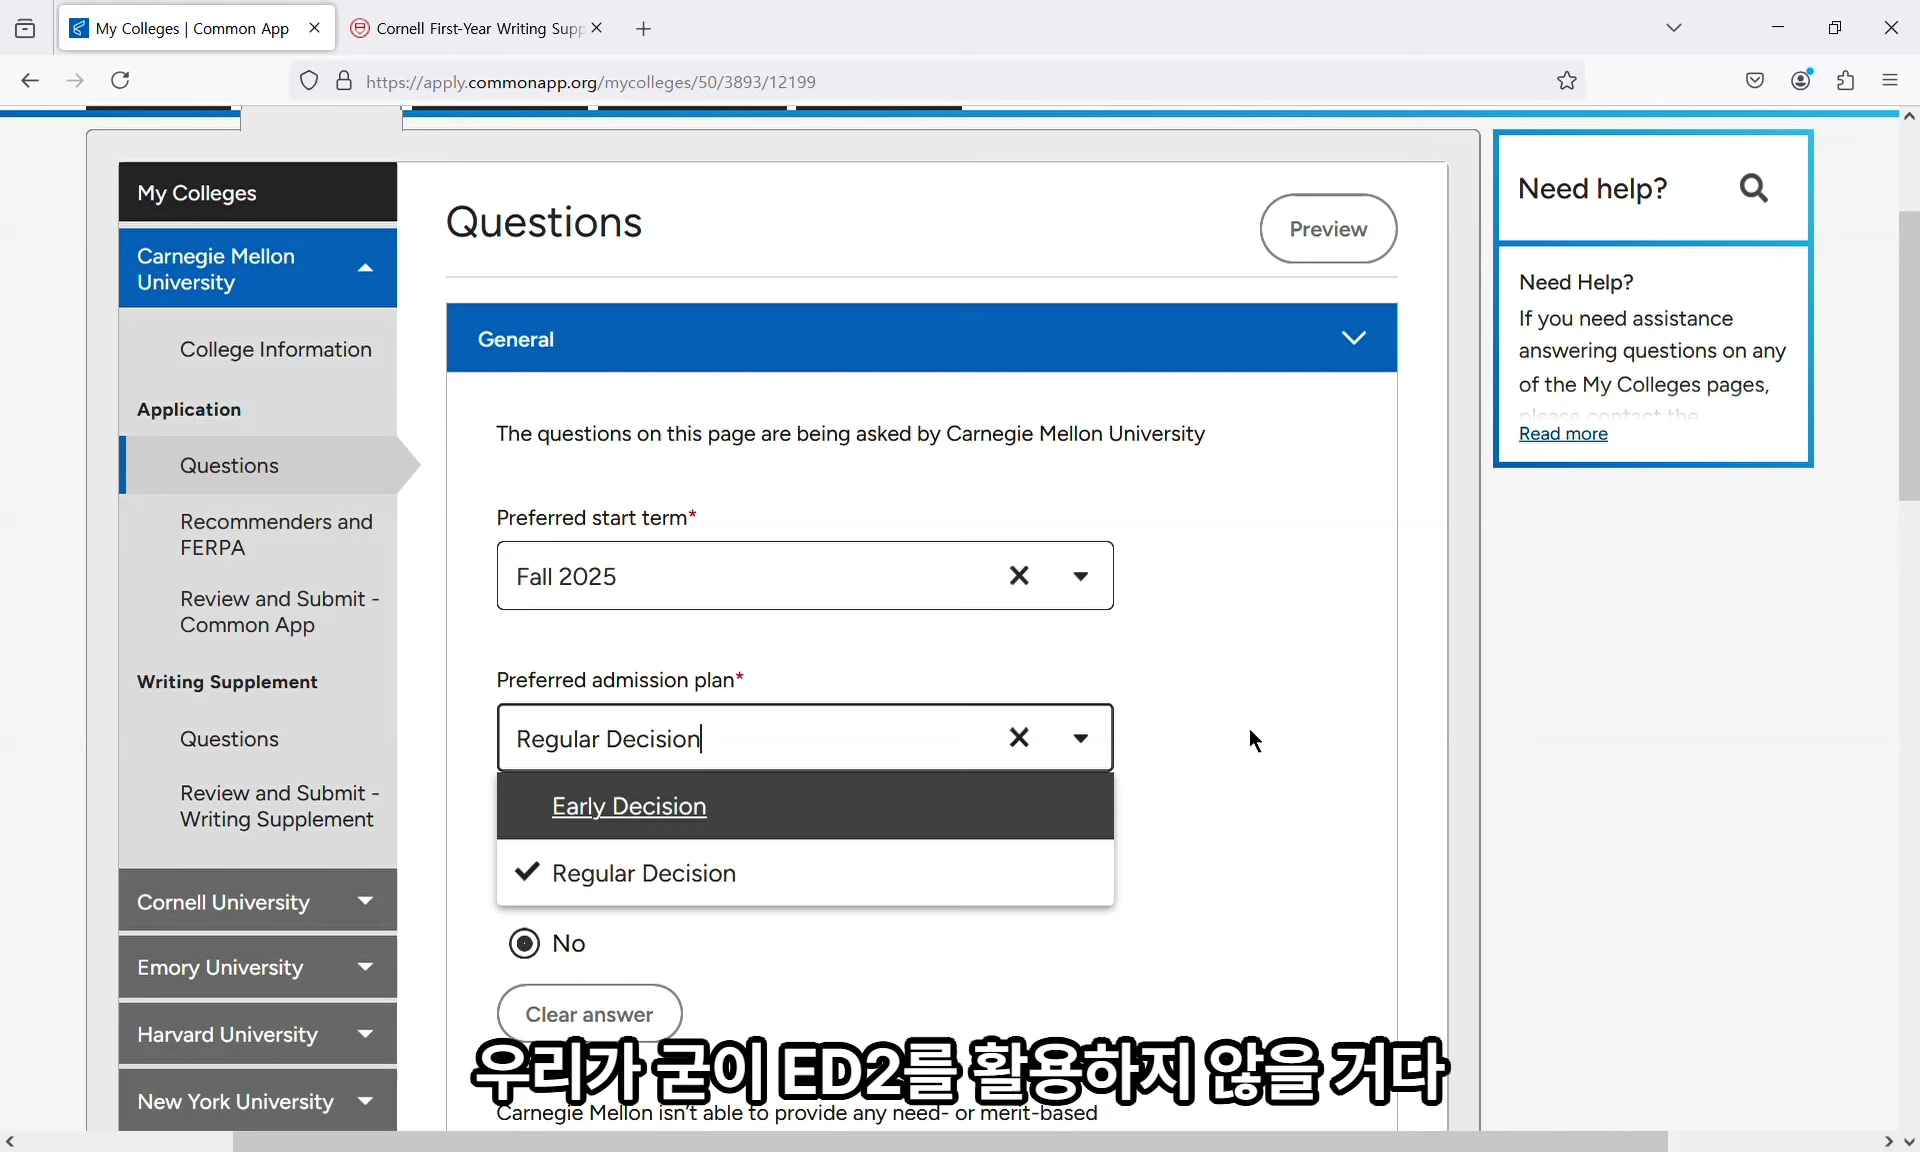 My Colleges | Common App
Cornell First-Year Writing Supp
https://apply.commonapp.org/mycolleges/50/3893/12199
My Colleges
Carnegie Mellon
University
College Information
Application
Questions
Recommenders and
FERPA
Review and Submit -
Common App
Writing Supplement
Questions
Review and Submit -
Writing Supplement
Cornell University
Emory University
Harvard University
New York University
Questions
Preview
General
The questions on this page are being asked by Carnegie Mellon University
Preferred start term*
Fall 2025
Preferred admission plan*
Regular Decision
Early Decision
Regular Decision
No
Clear answer
우리가 굳이 ED2를 활용하지 않을 거다
Carnegie Mellon isn't able to provide any need- or merit-based
Need help?
Need Help?
If you need assistance
answering questions on any
of the My Colleges pages,
please contact the
Read more